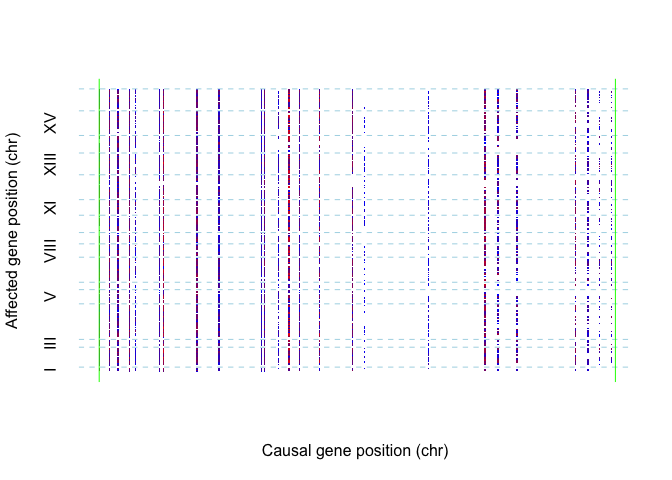 Affected gene position (chr)
XV
XIII
XI
VIII
V
III
I
Causal gene position (chr)